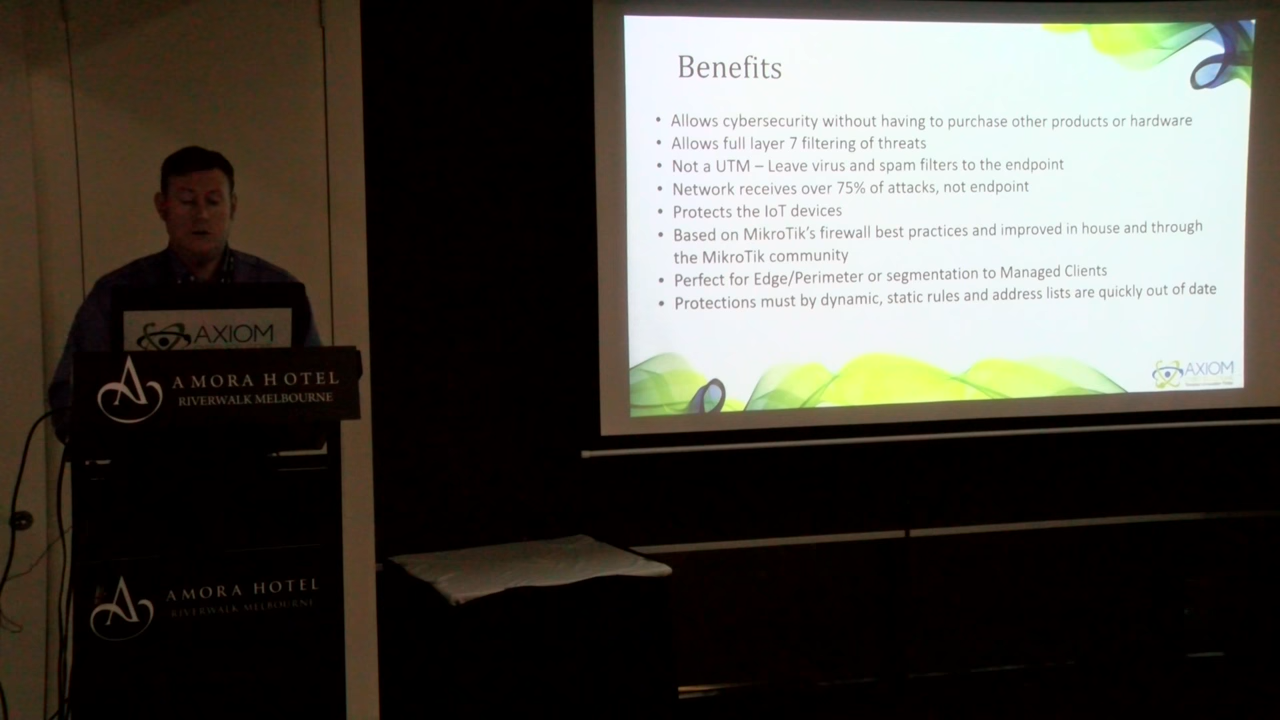 Benefits
• Allows cybersecurity without having to purchase other products or hardware
• Allows full layer 7 filtering of threats
• Not a UTM – Leave virus and spam filters to the endpoint
• Network receives over 75% of attacks, not endpoint
• Protects the IoT devices
• Based on MikroTik's firewall best practices and improved in house and through
the MikroTik community
• Perfect for Edge/Perimeter or segmentation to Managed Clients
• Protections must by dynamic, static rules and address lists are quickly out of date
AXIOM
AXIOM
A
AMORA HOTEL
RIVERWALK MELBOURNE
A
AMORA HOTEL
RIVERWALK MELBOURNE